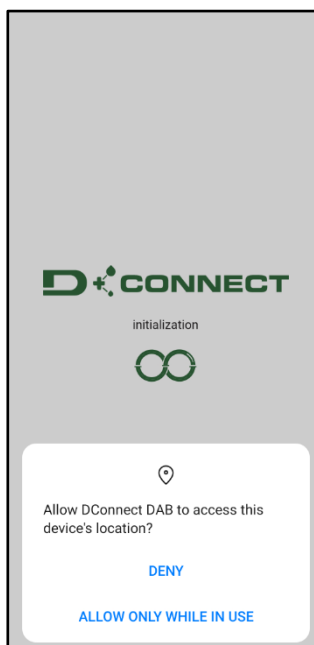 D CONNECT
initialization
Allow DConnect DAB to access this
device's location?
DENY
ALLOW ONLY WHILE IN USE